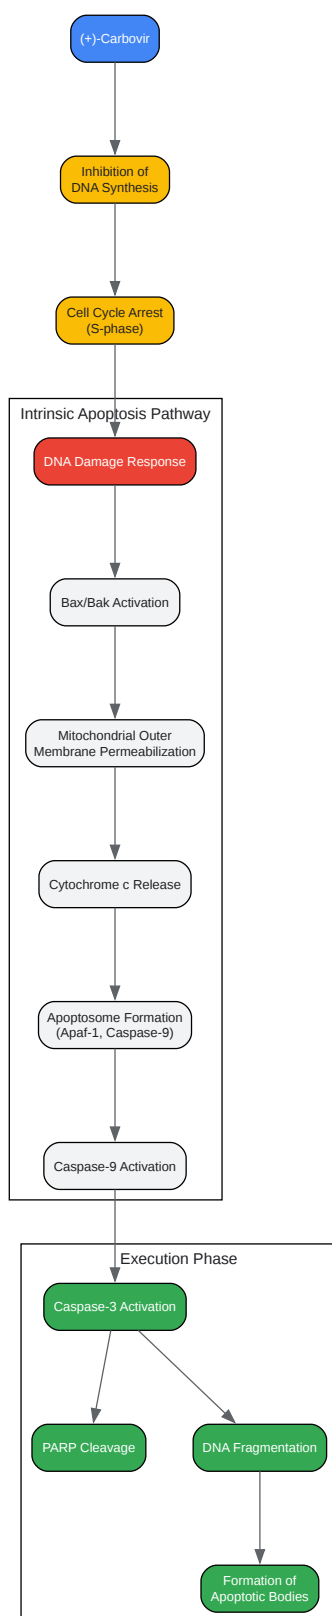 (+)-Carbovir
Inhibition of
DNA Synthesis
Cell Cycle Arrest
(S-phase)
Intrinsic Apoptosis Pathway
DNA Damage Response
Bax/Bak Activation
Mitochondrial Outer
Membrane Permeabilization
Cytochrome c Release
Apoptosome Formation
(Apaf-1, Caspase-9)
Caspase-9 Activation
Execution Phase
Caspase-3 Activation
PARP Cleavage
DNA Fragmentation
Formation of
Apoptotic Bodies